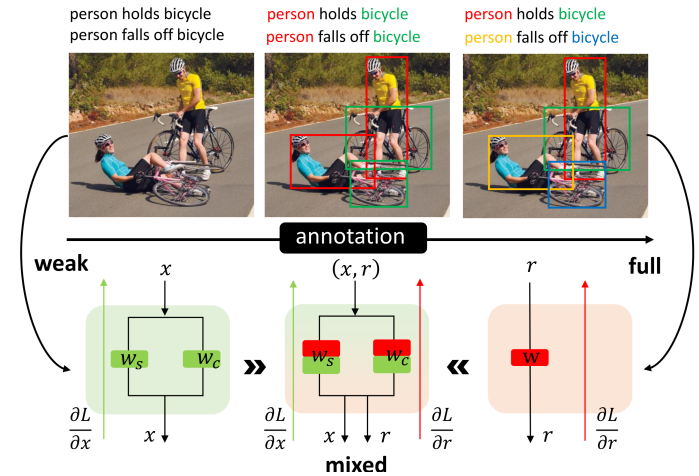 person holds bicycle person holds bicycle person holds bicycle
person falls off bicycle person falls off bicycle person falls off bicycle
annotation
weak full
x (x, r) r
W_s W_c W_s W_c W
» «
∂L/∂x x ∂L/∂x x r ∂L/∂r r ∂L/∂r
mixed